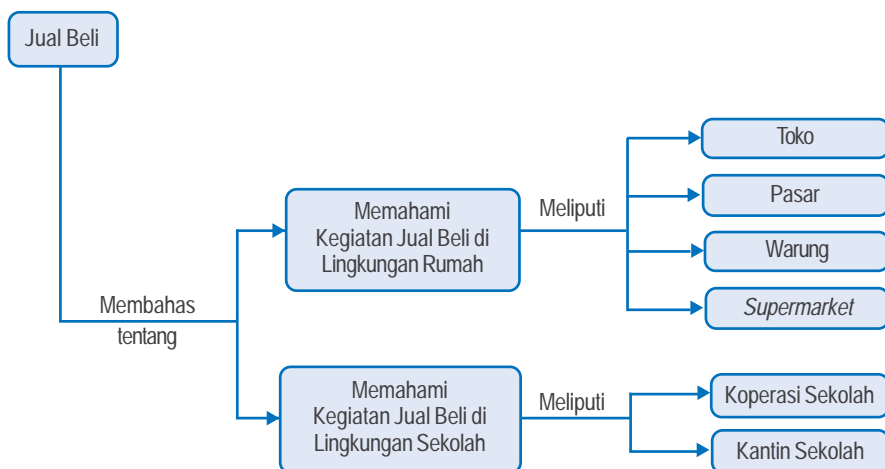 Jual Beli
Membahas
tentang
Memahami
Kegiatan Jual Beli di
Lingkungan Rumah
Meliputi
Toko
Pasar
Warung
Supermarket
Memahami
Kegiatan Jual Beli di
Lingkungan Sekolah
Meliputi
Koperasi Sekolah
Kantin Sekolah